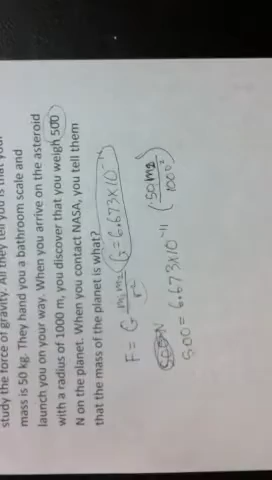 study the force of gravity. All they tell you is that your
mass is 50 kg. They hand you a bathroom scale and
launch you on your way. When you arrive on the asteroid
with a radius of 1000 m, you discover that you weigh 500
N on the planet. When you contact NASA, you tell them
that the mass of the planet is what?
F = G m₁m₂/r² (G = 6.673 x 10⁻¹¹
500 = 6.673 x 10⁻¹¹ (50 m₂/1000²)